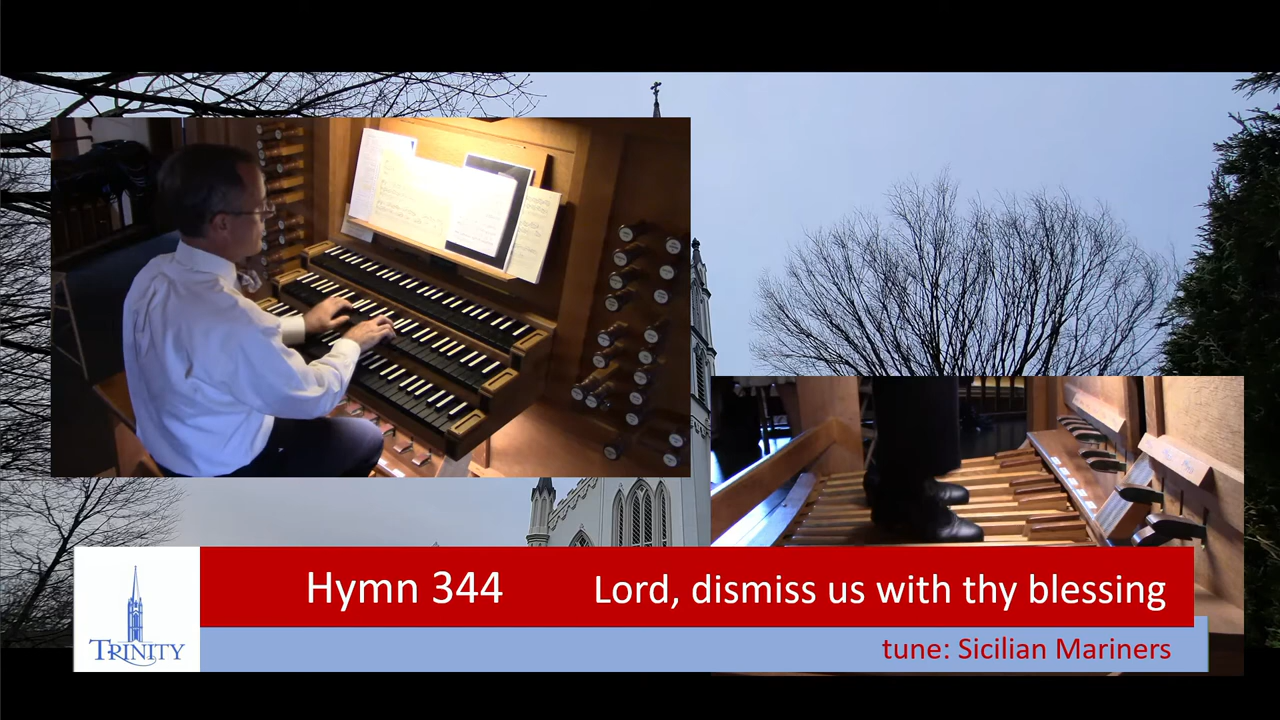 Hymn 344 Lord, dismiss us with thy blessing
TRINITY
tune: Sicilian Mariners